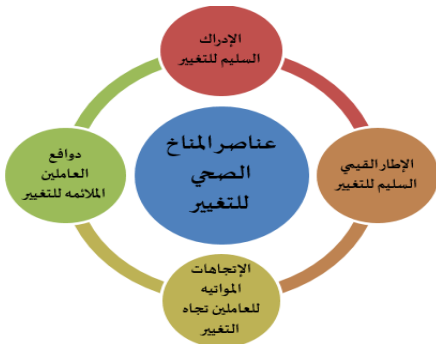 الإدراك
السليم للتغيير
عناصر المناخ
الصحي
للتغيير
الإطار القيمي
السليم للتغيير
الإتجاهات
المواتيه
للعاملين تجاه
التغيير
دوافع
العاملين
الملائمه للتغيير